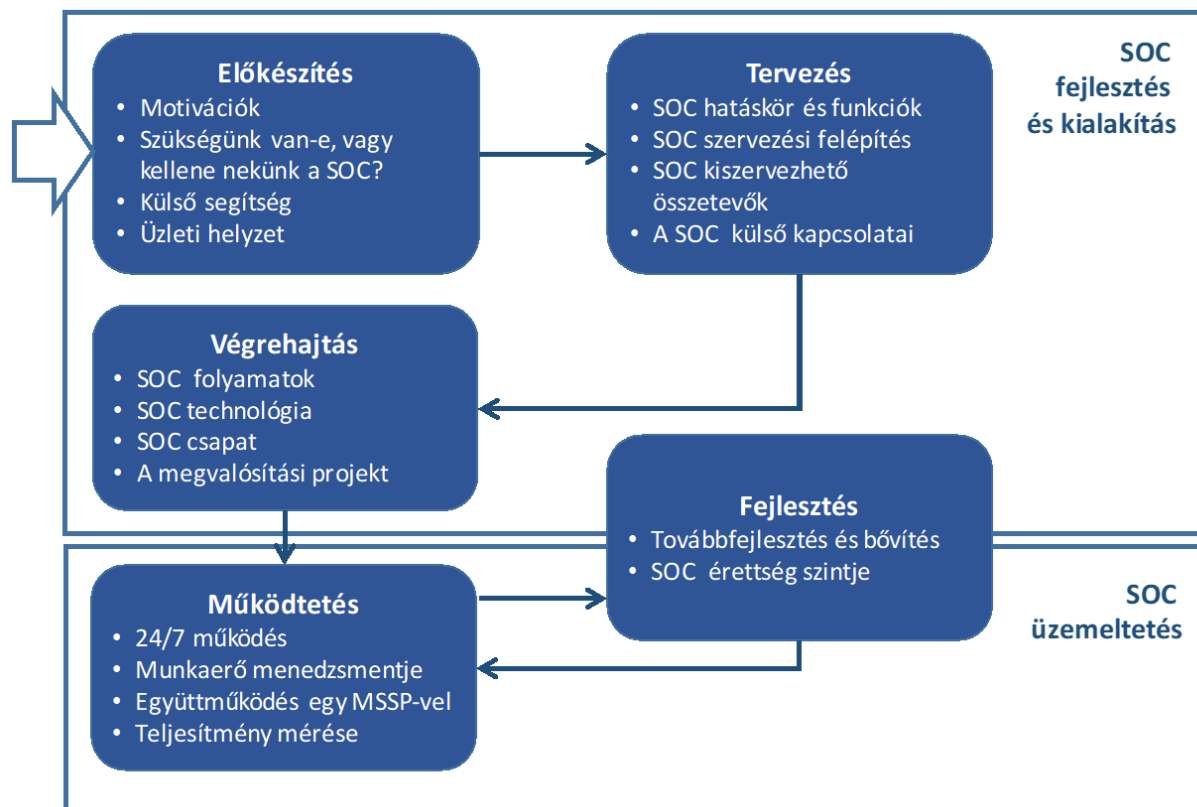 SOC
fejlesztés
és kialakítás
Előkészítés
• Motivációk
• Szükségünk van-e, vagy
kellene nekünk a SOC?
• Külső segítség
• Üzleti helyzet
Tervezés
• SOC hatáskör és funkciók
• SOC szervezési felépítés
• SOC kiszervezhető
összetevők
• A SOC külső kapcsolatai
Végrehajtás
• SOC folyamatok
• SOC technológia
• SOC csapat
• A megvalósítási projekt
Fejlesztés
• Továbbfejlesztés és bővítés
• SOC érettség szintje
SOC
üzemeltetés
Működtetés
• 24/7 működés
• Munkaerő menedzsmentje
• Együttműködés egy MSSP-vel
• Teljesítmény mérése